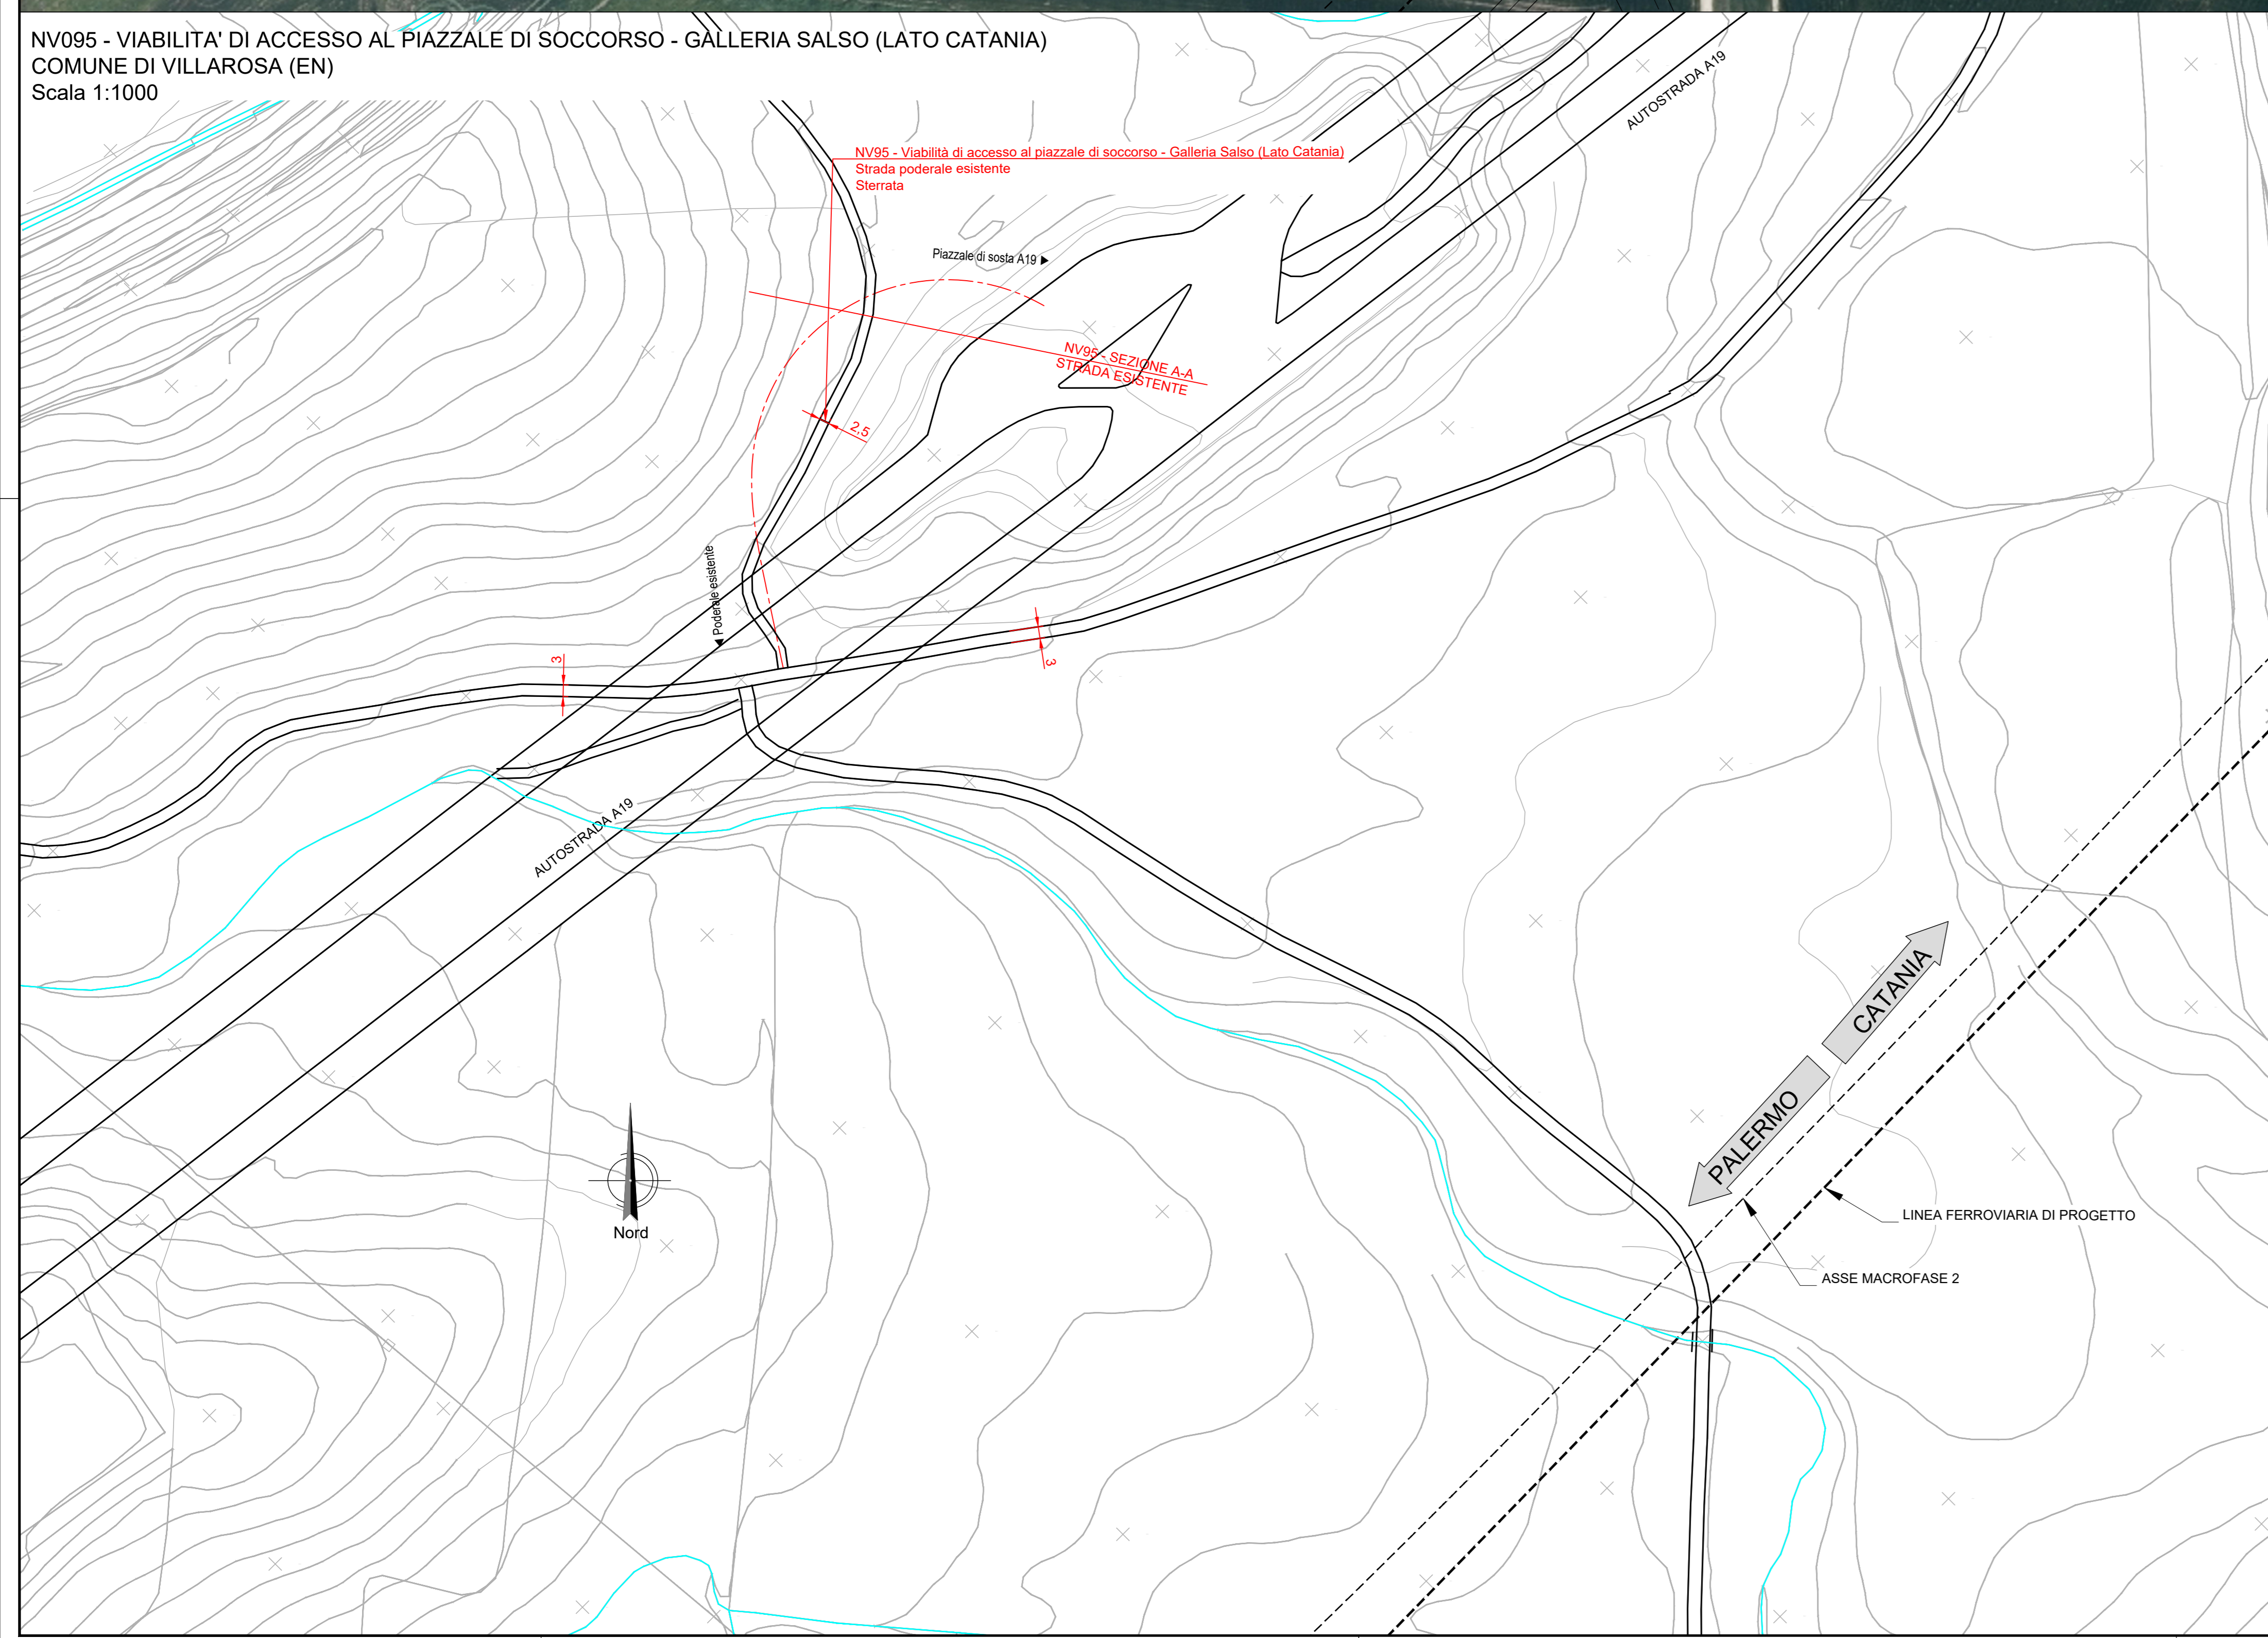 NV095 - VIABILITA' DI ACCESSO AL PIAZZALE DI SOCCORSO - GALLERIA SALSO (LATO CATANIA)
COMUNE DI VILLAROSA (EN)
Scala 1:1000
AUTOSTRADA A19
NV95 - Viabilità di accesso al piazzale di soccorso - Galleria Salso (Lato Catania)
Strada poderale esistente
Sterrata
Piazzale di sosta A19
NV95 - SEZIONE A-A
STRADA ESISTENTE
2,5
Poderale esistente
3
3
AUTOSTRADA A19
CATANIA
PALERMO
LINEA FERROVIARIA DI PROGETTO
Nord
ASSE MACROFASE 2